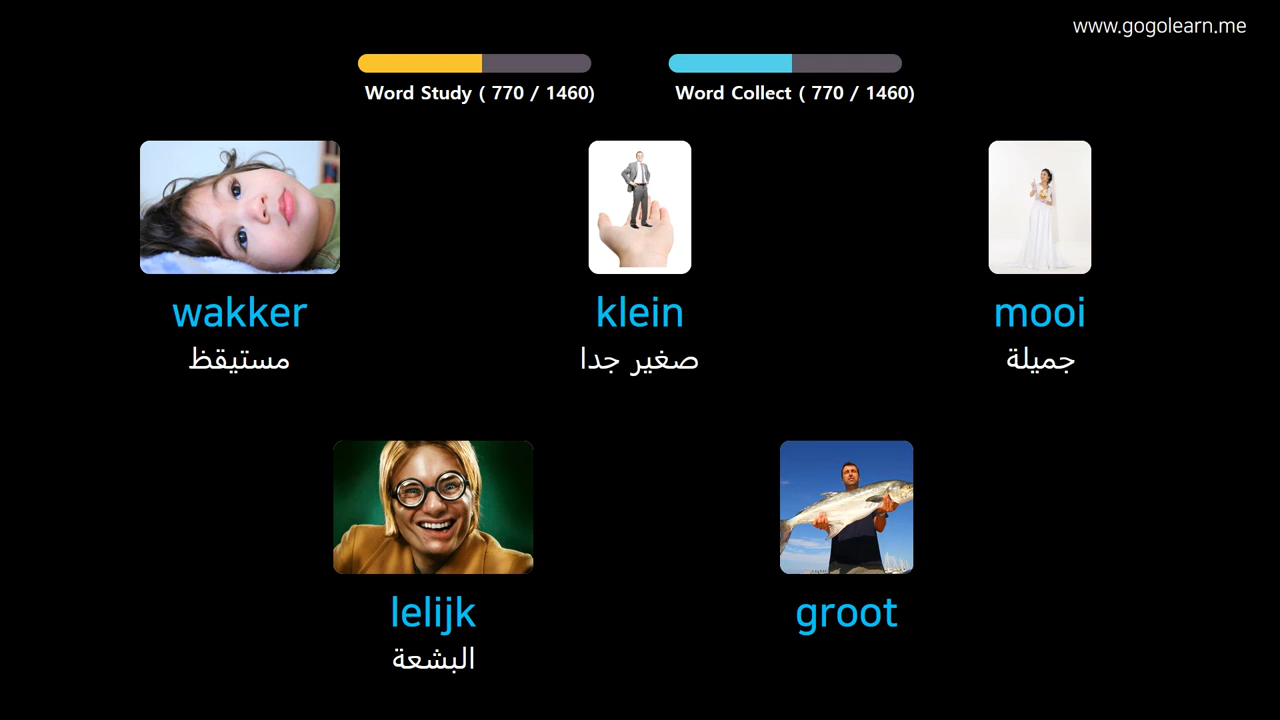 www.gogolearn.me
Word Study ( 770 / 1460)
Word Collect ( 770 / 1460)
wakker
مستيقظ
klein
صغير جدا
mooi
جميلة
lelijk
البشعة
groot